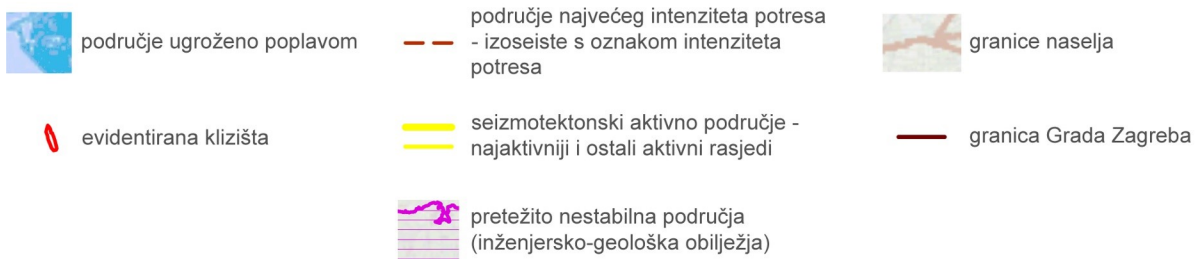 područje ugroženo poplavom
evidentirana klizišta
područje najvećeg intenziteta potresa
- izoseiste s oznakom intenziteta
potresa
seizmotektonski aktivno područje -
najaktivniji i ostali aktivni rasjedi
pretežito nestabilna područja
(inženjersko-geološka obilježja)
granice naselja
granica Grada Zagreba